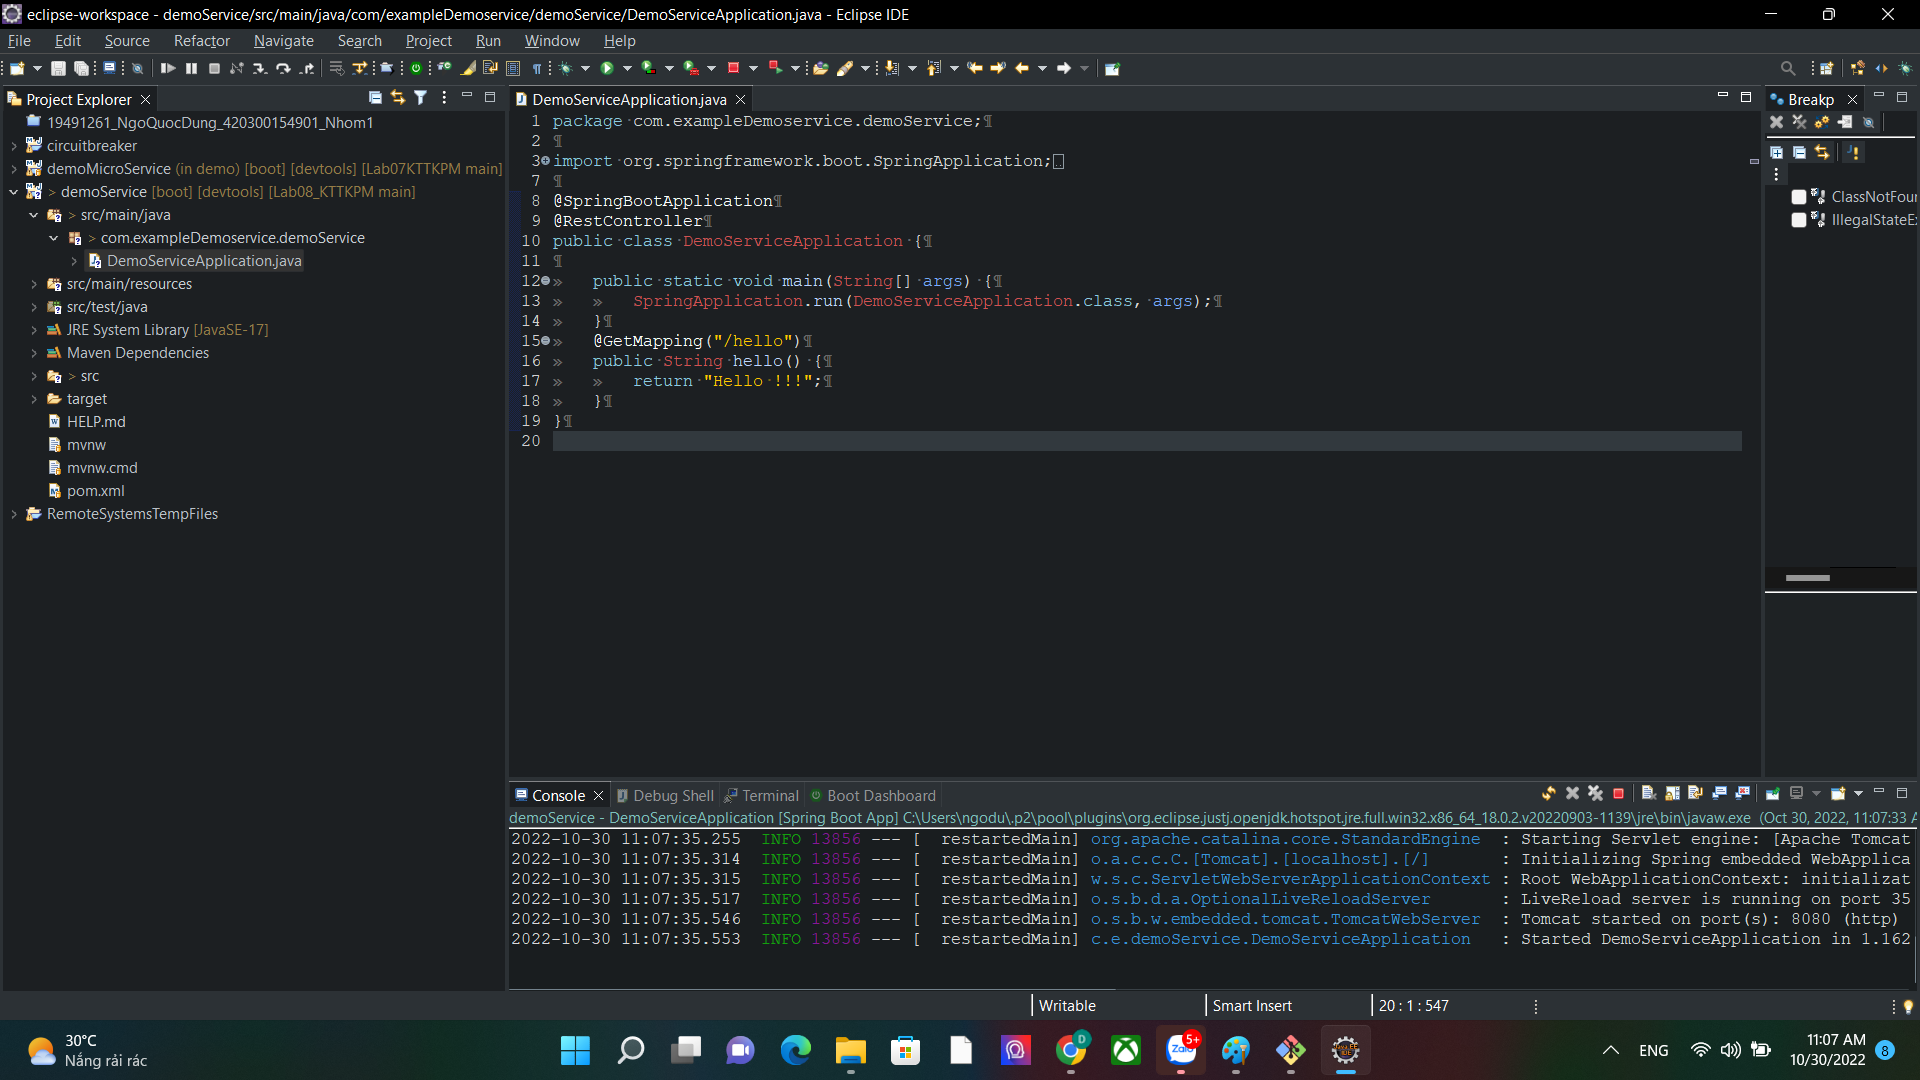 eclipse-workspace - demoService/src/main/java/com/exampleDemoservice/demoService/DemoServiceApplication.java - Eclipse IDE
File Edit Source Refactor Navigate Search Project Run Window Help
Project Explorer
19491261_NgoQuocDung_420300154901_Nhom1
circuitbreaker
demoMicroService (in demo) [boot] [devtools] [Lab07KTTKPM main]
> demoService [boot] [devtools] [Lab08_KTTKPM main]
> src/main/java
> com.exampleDemoservice.demoService
DemoServiceApplication.java
src/main/resources
src/test/java
JRE System Library [JavaSE-17]
Maven Dependencies
> src
target
HELP.md
mvnw
mvnw.cmd
pom.xml
RemoteSystemsTempFiles
DemoServiceApplication.java
1 package com.exampleDemoservice.demoService;¶
2 ¶
3 import org.springframework.boot.SpringApplication;
7 ¶
8 @SpringBootApplication¶
9 @RestController¶
10 public class DemoServiceApplication {¶
11 ¶
12 » public static void main(String[] args) {¶
13 » » SpringApplication.run(DemoServiceApplication.class, args);¶
14 » }¶
15 » @GetMapping("/hello")¶
16 » public String hello() {¶
17 » » return "Hello !!!";¶
18 » }¶
19 }¶
20
Breakp
ClassNotFou
IllegalStateE
Console Debug Shell Terminal Boot Dashboard
demoService - DemoServiceApplication [Spring Boot App] C:\Users\ngodu\.p2\pool\plugins\org.eclipse.justj.openjdk.hotspot.jre.full.win32.x86_64_18.0.2.v20220903-1139\jre\bin\javaw.exe (Oct 30, 2022, 11:07:33 A
2022-10-30 11:07:35.255 INFO 13856 --- [ restartedMain] org.apache.catalina.core.StandardEngine : Starting Servlet engine: [Apache Tomcat
2022-10-30 11:07:35.314 INFO 13856 --- [ restartedMain] o.a.c.c.C.[Tomcat].[localhost].[/] : Initializing Spring embedded WebApplica
2022-10-30 11:07:35.315 INFO 13856 --- [ restartedMain] w.s.c.ServletWebServerApplicationContext : Root WebApplicationContext: initializat
2022-10-30 11:07:35.517 INFO 13856 --- [ restartedMain] o.s.b.d.a.OptionalLiveReloadServer : LiveReload server is running on port 35
2022-10-30 11:07:35.546 INFO 13856 --- [ restartedMain] o.s.b.w.embedded.tomcat.TomcatWebServer : Tomcat started on port(s): 8080 (http)
2022-10-30 11:07:35.553 INFO 13856 --- [ restartedMain] c.e.demoService.DemoServiceApplication : Started DemoServiceApplication in 1.162
Writable Smart Insert 20 : 1 : 547
30°C
Nắng rải rác
D
Zalo
5+
ENG
11:07 AM
10/30/2022
8